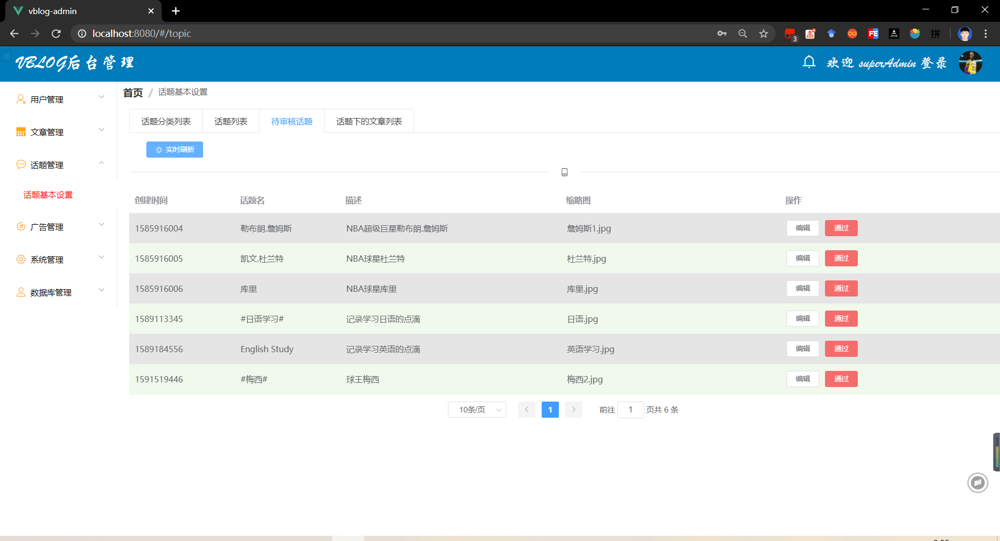 vblog-admin
localhost:8080/#/topic
3
FE
ASTAR
拼
VBLOG后台管理
欢迎 superAdmin 登录
用户管理
文章管理
话题管理
话题基本设置
广告管理
系统管理
数据库管理
首页 / 话题基本设置
话题分类列表 话题列表 待审核话题 话题下的文章列表
实时刷新
创建时间 话题名 描述 缩略图 操作
1585916004 勒布朗.詹姆斯 NBA超级巨星勒布朗.詹姆斯 詹姆斯1.jpg 编辑 通过
1585916005 凯文.杜兰特 NBA球星杜兰特 杜兰特.jpg 编辑 通过
1585916006 库里 NBA球星库里 库里.jpg 编辑 通过
1589113345 #日语学习# 记录学习日语的点滴 日语.jpg 编辑 通过
1589184556 English Study 记录学习英语的点滴 英语学习.jpg 编辑 通过
1591519446 #梅西# 球王梅西 梅西2.jpg 编辑 通过
10条/页 1 前往 1 页共 6 条